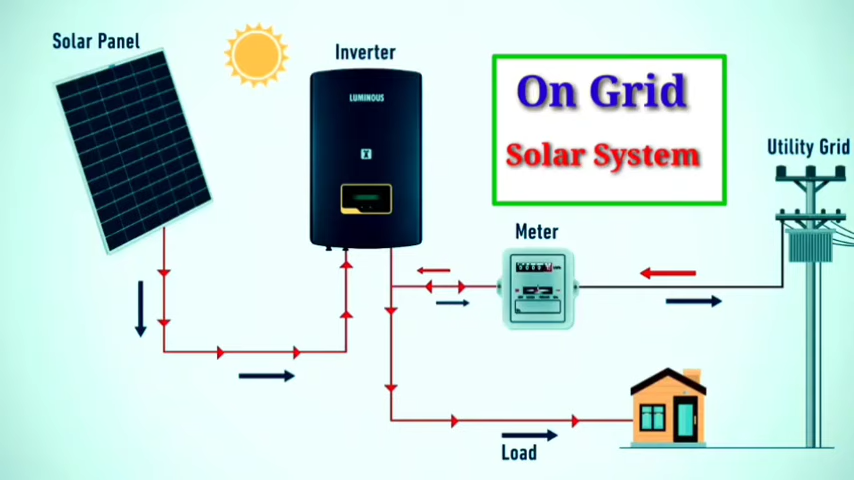 Solar Panel
Inverter
LUMINOUS
On Grid
Solar System
Utility Grid
Meter
Load